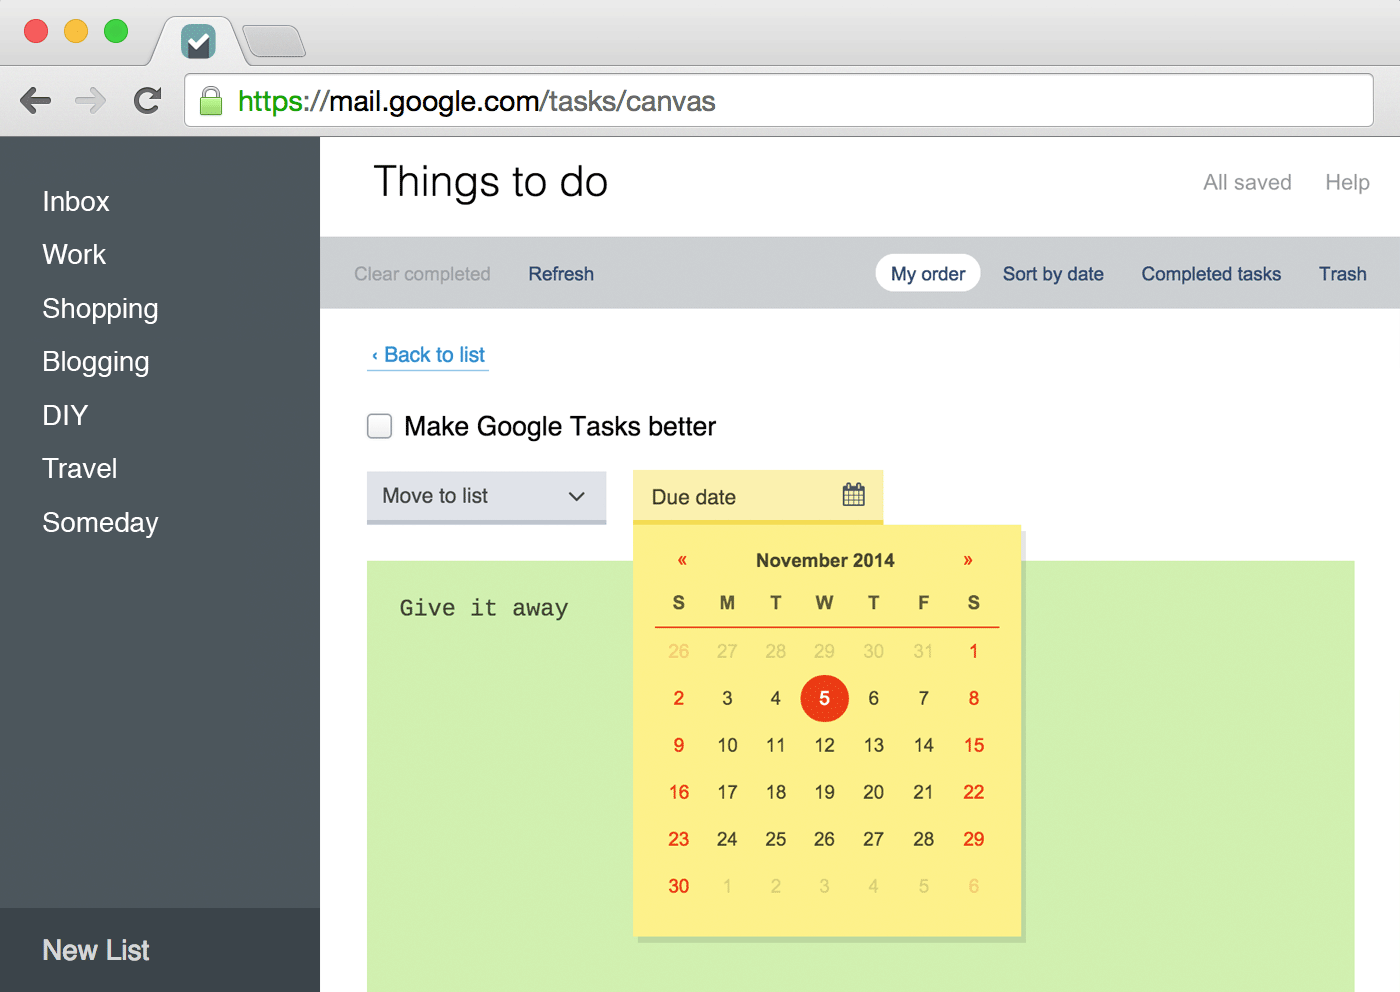 https://mail.google.com/tasks/canvas
Inbox
Work
Shopping
Blogging
DIY
Travel
Someday
New List
Things to do
All saved Help
Clear completed Refresh My order Sort by date Completed tasks Trash
‹ Back to list
Make Google Tasks better
Move to list Due date
Give it away
« November 2014 »
S M T W T F S
26 27 28 29 30 31 1
2 3 4 5 6 7 8
9 10 11 12 13 14 15
16 17 18 19 20 21 22
23 24 25 26 27 28 29
30 1 2 3 4 5 6